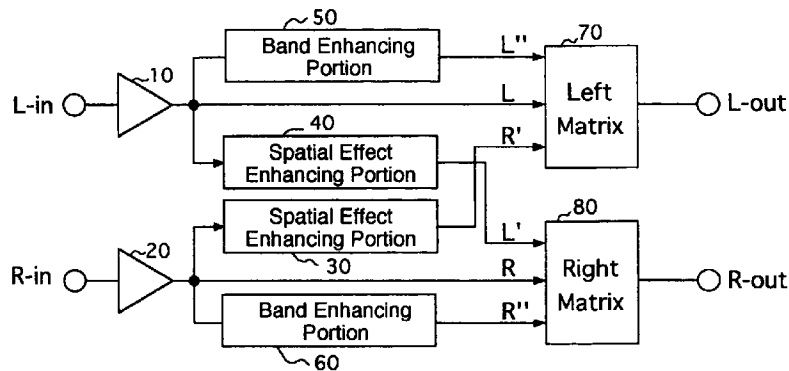 50
Band Enhancing
Portion
L"
70
10
L-in
L
Left
Matrix
L-out
40
R'
Spatial Effect
Enhancing Portion
80
Spatial Effect
Enhancing Portion
L'
20
30
R-in
R
Right
Matrix
R-out
Band Enhancing
Portion
R"
60